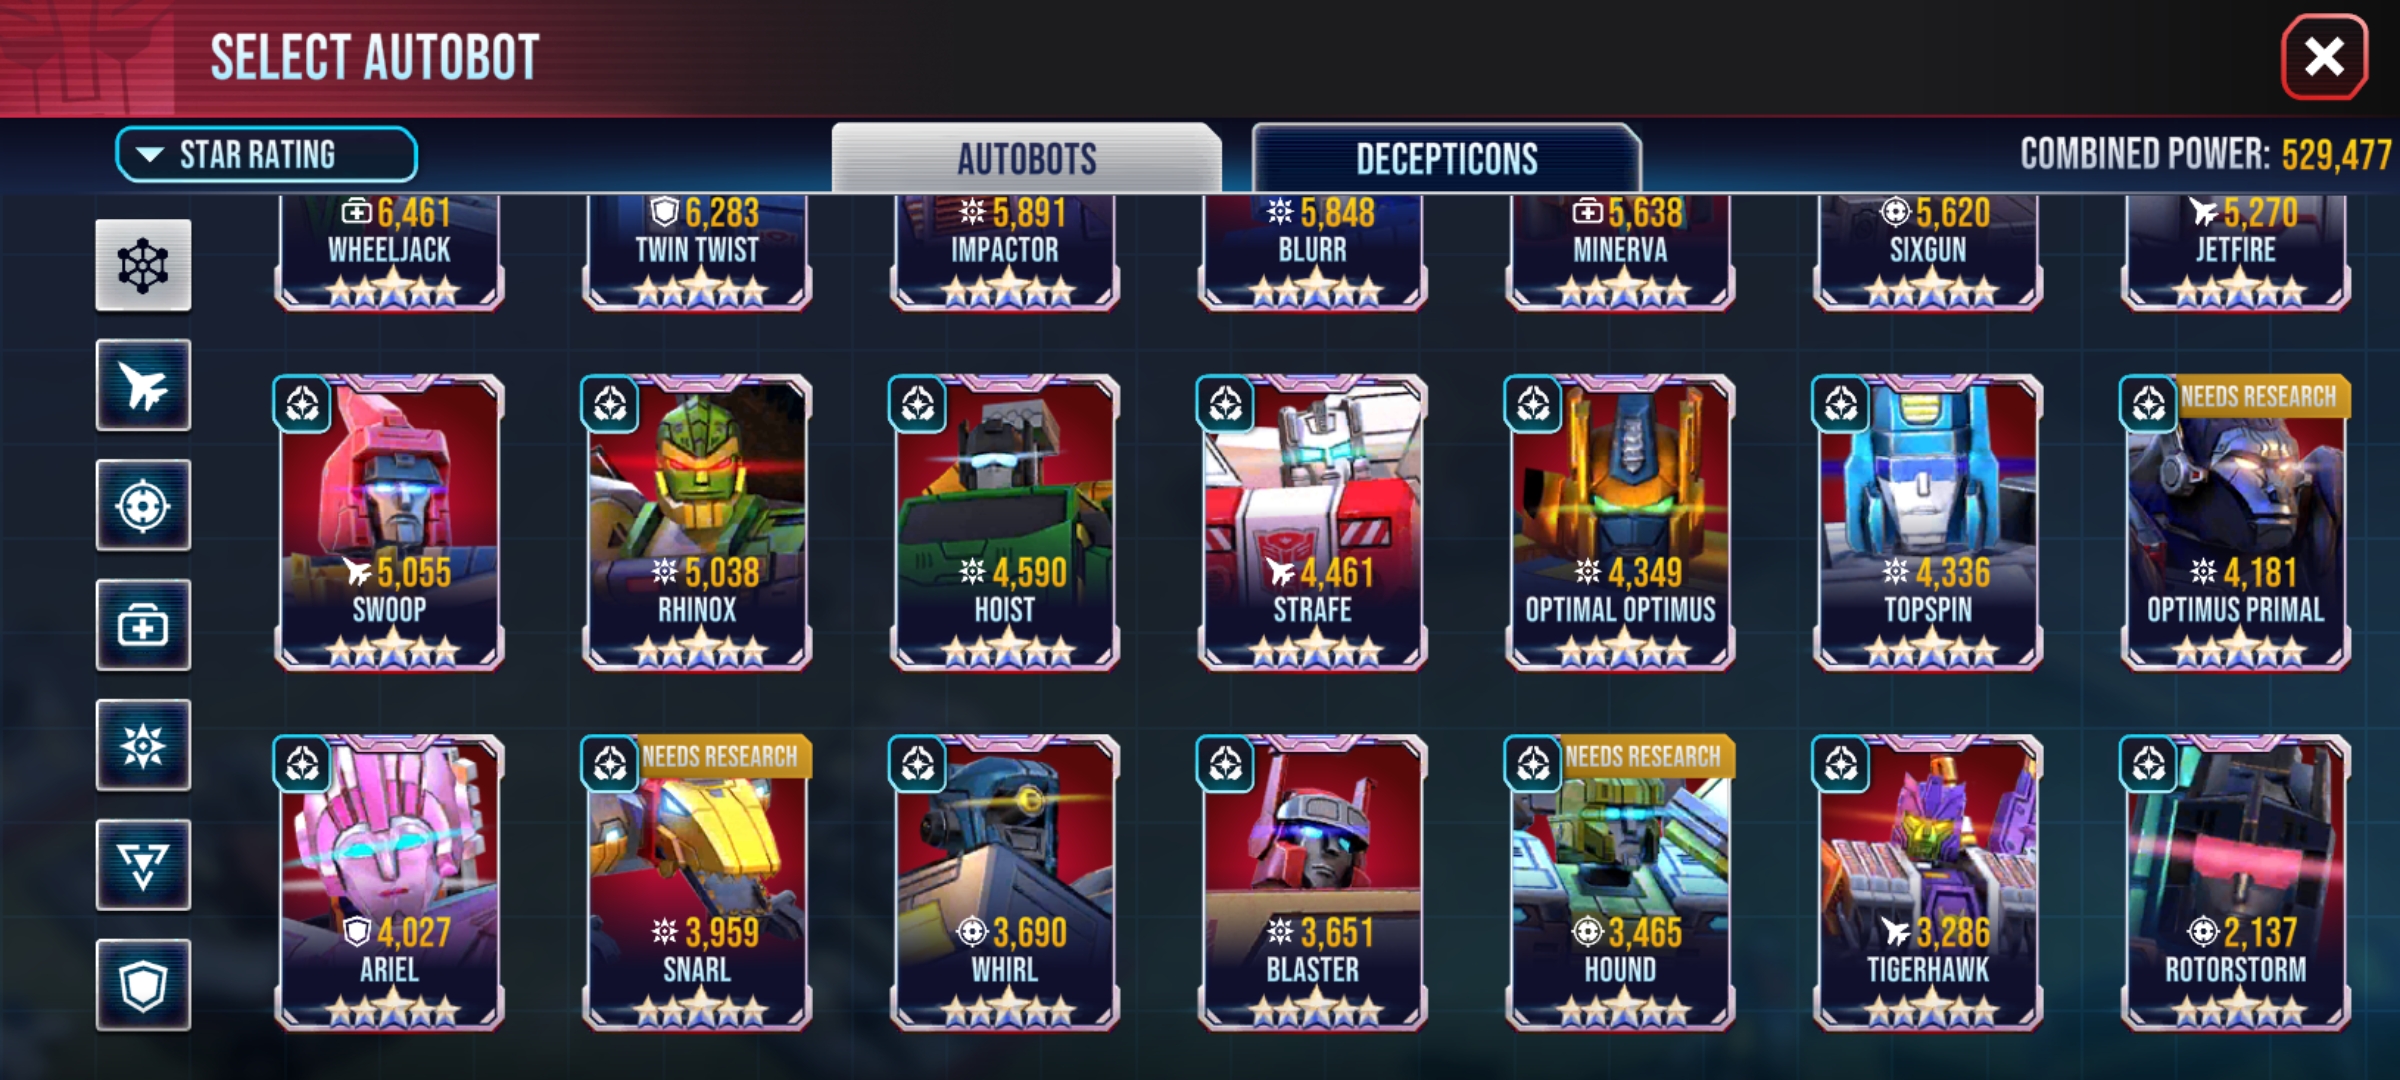 SELECT AUTOBOT
STAR RATING
AUTOBOTS
DECEPTICONS
COMBINED POWER: 529,477
6,461
6,283
5,891
5,848
5,638
5,620
5,270
WHEELJACK
TWIN TWIST
IMPACTOR
BLURR
MINERVA
SIXGUN
JETFIRE
NEEDS RESEARCH
5,055
5,038
4,590
4,461
4,349
4,336
4,181
SWOOP
RHINOX
HOIST
STRAFE
OPTIMAL OPTIMUS
TOPSPIN
OPTIMUS PRIMAL
NEEDS RESEARCH
NEEDS RESEARCH
4,027
3,959
3,690
3,651
3,465
3,286
2,137
ARIEL
SNARL
WHIRL
BLASTER
HOUND
TIGERHAWK
ROTORSTORM